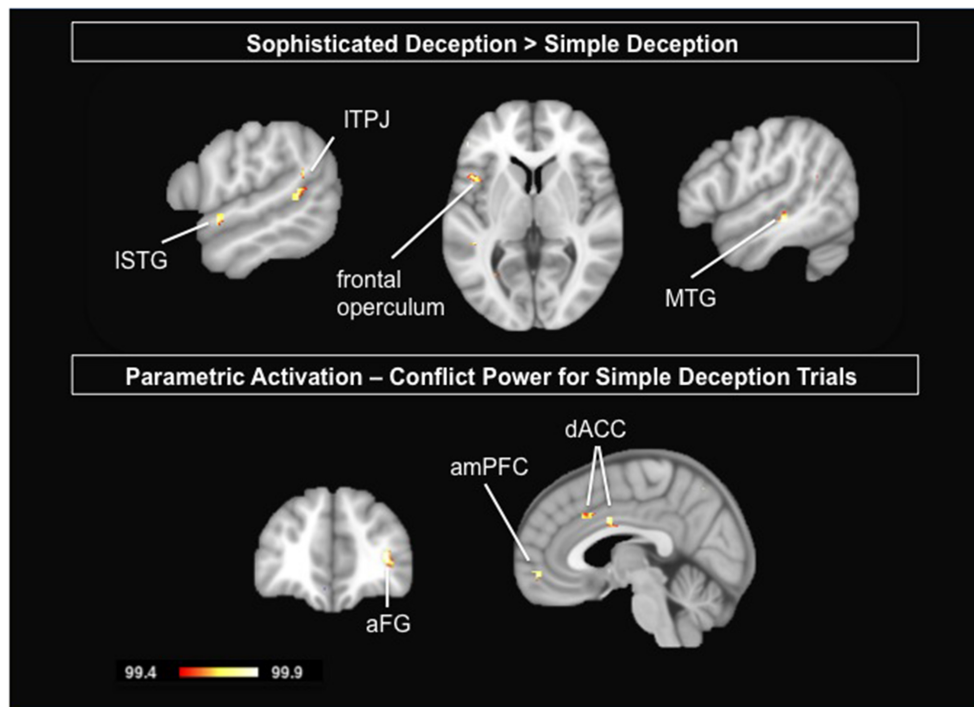 Sophisticated Deception > Simple Deception
lTPJ
lSTG
frontal
operculum
MTG
Parametric Activation – Conflict Power for Simple Deception Trials
dACC
amPFC
aFG
99.4 99.9